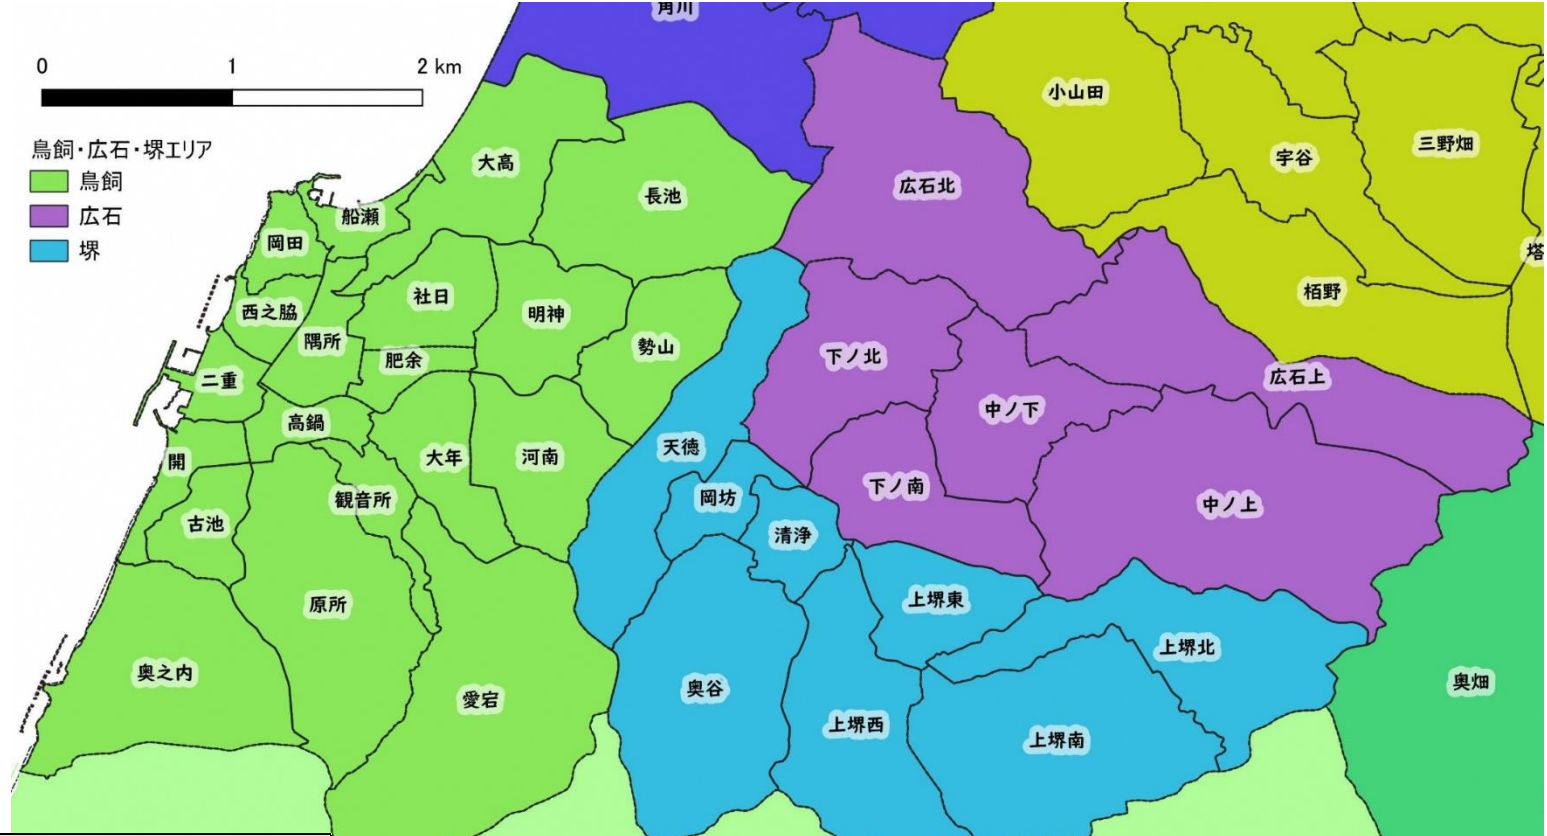 角川
0 1 2 km
鳥飼・広石・堺エリア
鳥飼
広石
堺
小山田
宇谷
三野畑
大高
長池
広石北
船瀬
岡田
塔
栢野
社日
西之脇
明神
隅所
勢山
下ノ北
肥余
二重
広石上
中ノ下
高鍋
開
大年
河南
天徳
下ノ南
岡坊
観音所
古池
中ノ上
清浄
原所
上堺東
上堺北
奥之内
奥谷
愛宕
奥畑
上堺西
上堺南